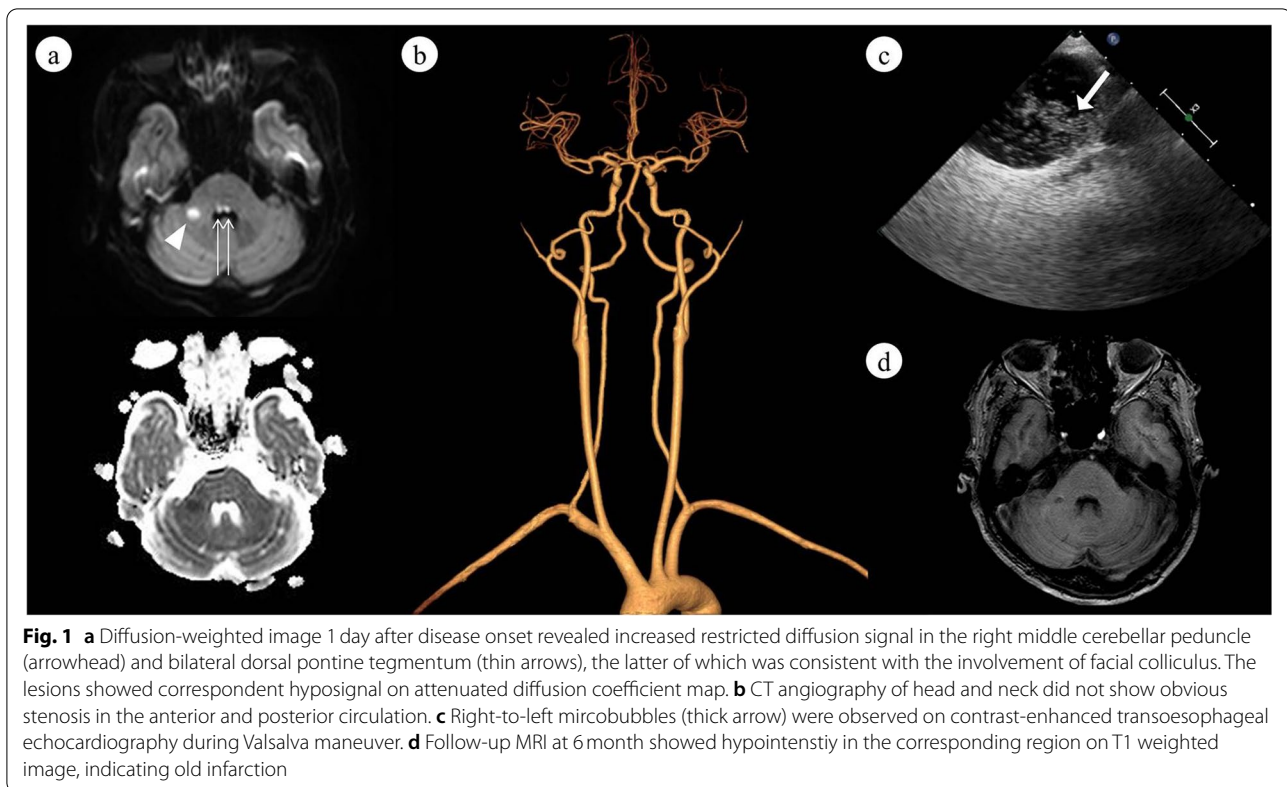 a
b
c
d
Fig. 1 a Diffusion-weighted image 1 day after disease onset revealed increased restricted diffusion signal in the right middle cerebellar peduncle
(arrowhead) and bilateral dorsal pontine tegmentum (thin arrows), the latter of which was consistent with the involvement of facial colliculus. The
lesions showed correspondent hyposignal on attenuated diffusion coefficient map. b CT angiography of head and neck did not show obvious
stenosis in the anterior and posterior circulation. c Right-to-left mircobubbles (thick arrow) were observed on contrast-enhanced transoesophageal
echocardiography during Valsalva maneuver. d Follow-up MRI at 6 month showed hypointenstiy in the corresponding region on T1 weighted
image, indicating old infarction